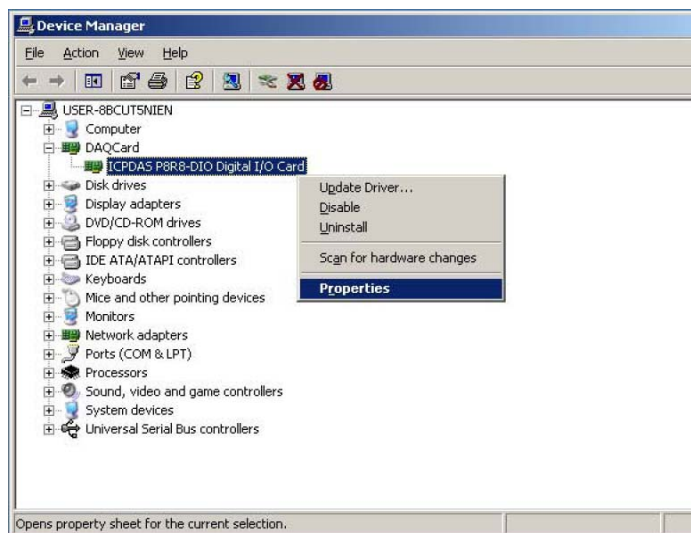 Device Manager
File Action View Help
USER-8BCUT5NIEN
Computer
DAQCard
ICPDAS P8R8-DIO Digital I/O Card
Disk drives
Display adapters
DVD/CD-ROM drives
Floppy disk controllers
IDE ATA/ATAPI controllers
Keyboards
Mice and other pointing devices
Monitors
Network adapters
Ports (COM & LPT)
Processors
Sound, video and game controllers
System devices
Universal Serial Bus controllers
Update Driver...
Disable
Uninstall
Scan for hardware changes
Properties
Opens property sheet for the current selection.